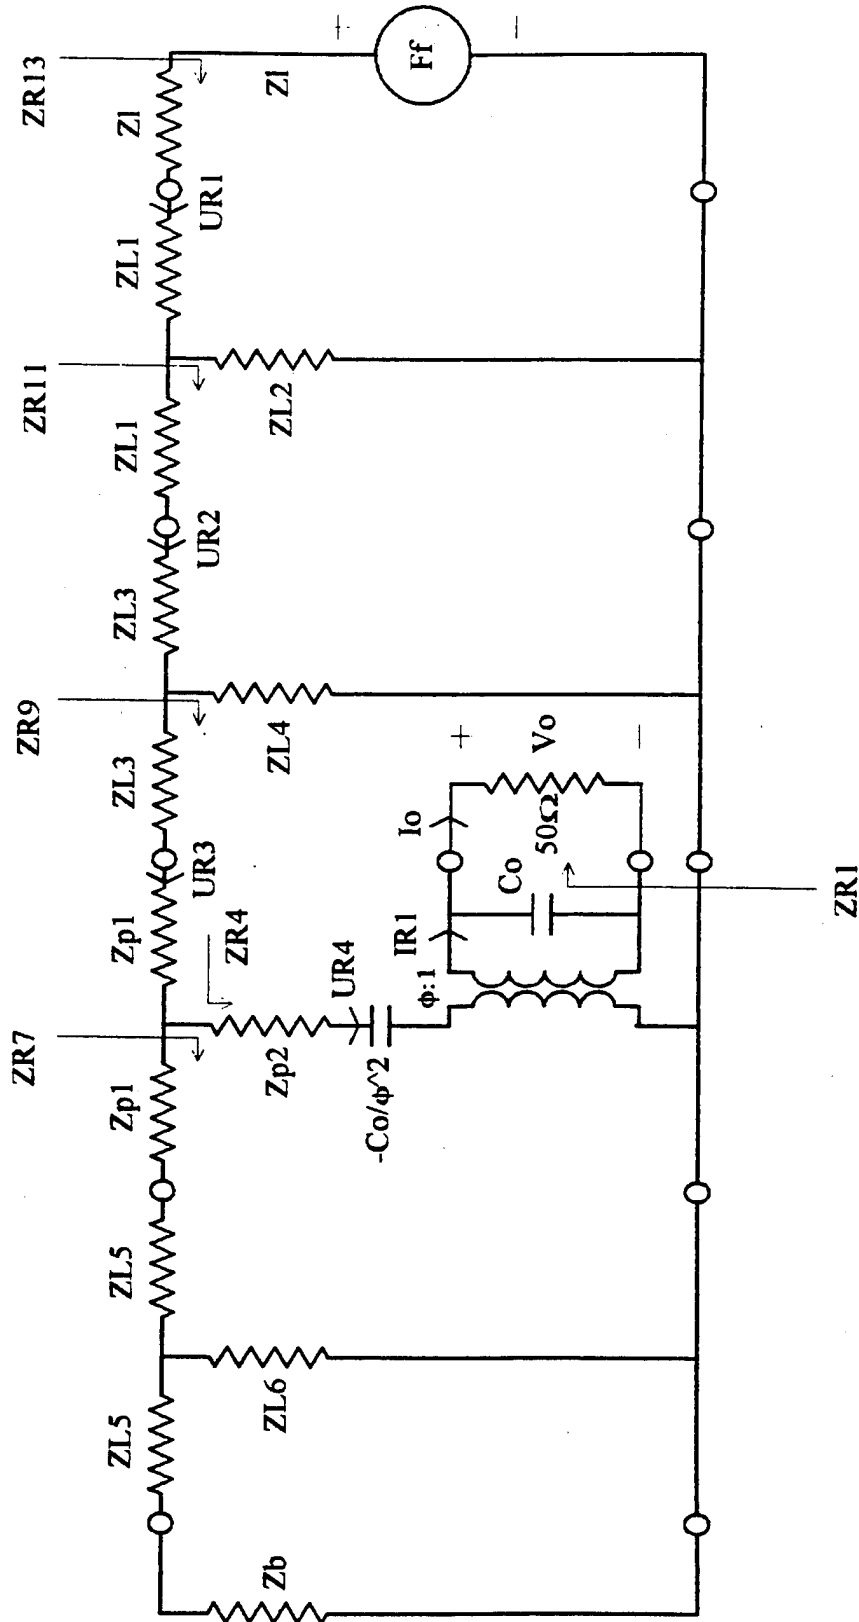 ZR7
ZR9
ZR11
ZR13
ZL5
ZL5
Zp1
Zp1
ZL3
ZL3
ZL1
ZL1
Zl
UR3
UR2
UR1
ZR4
Zb
ZL6
Zp2
ZL4
ZL2
Zl
+
UR4
-Co/ϕ^2
Ff
ϕ:1
IR1
Io
−
+
Co
50Ω
Vo
−
ZR1